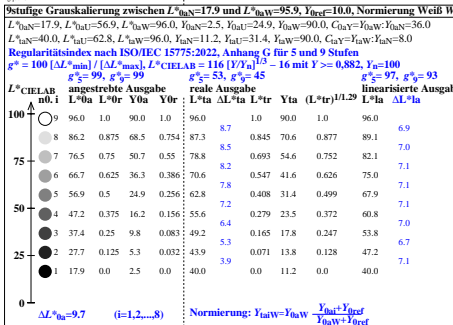 9stufige Grauskalierung zwischen L*0aN=17.9 und L*0aW=95.9, Y0ref=10.0, Normierung Weiß W
L*0aN=17.9, L*0aU=56.9, L*0aW=96.0, Y0aN=2.5, Y0aU=24.9, Y0aW=90.0, C0aY=Y0aW:Y0aN=36.0
L*taN=40.0, L*taU=62.8, L*taW=96.0, YtaN=11.2, YtaU=31.4, YtaW=90.0, CtaY=YtaW:YtaN=8.0
Regularitätsindex nach ISO/IEC 15775:2022, Anhang G für 5 und 9 Stufen
g* = 100 [ΔL*min] / [ΔL*max], L*CIELAB = 116 [Y/Yn]1/3 − 16 mit Y >= 0,882, Yn=100
g*5= 99, g*9= 99 g*5= 53, g*9= 45 g*5= 97, g*9= 93
L*CIELAB angestrebte Ausgabe reale Ausgabe linearisierte Ausgabe
n0. i L*0a L*0r Y0a Y0r L*ta ΔL*ta L*tr Yta (L*tr)1/1.29 L*la ΔL*la
9 96.0 1.0 90.0 1.0 96.0 1.0 90.0 1.0 96.0
8.7 6.9
8 86.2 0.875 68.5 0.754 87.3 0.845 70.6 0.877 89.1
8.5 7.0
7 76.5 0.75 50.7 0.55 78.8 0.693 54.6 0.752 82.1
8.2 7.1
6 66.7 0.625 36.3 0.386 70.6 0.547 41.6 0.626 75.0
7.8 7.1
5 56.9 0.5 24.9 0.256 62.8 0.408 31.4 0.499 67.9
7.2 7.1
4 47.2 0.375 16.2 0.156 55.6 0.279 23.5 0.372 60.8
6.4 7.0
3 37.4 0.25 9.8 0.083 49.2 0.165 17.8 0.247 53.8
5.3 6.7
2 27.7 0.125 5.3 0.032 43.9 0.071 13.8 0.128 47.2
3.9 7.1
1 17.9 0.0 2.5 0.0 40.0 0.0 11.2 0.0 40.0
100
75
50
25
0
ΔL*0a=9.7 (i=1,2,...,8) Normierung: YtaiW=Y0aW Y0ai+Y0ref
Y0aW+Y0ref